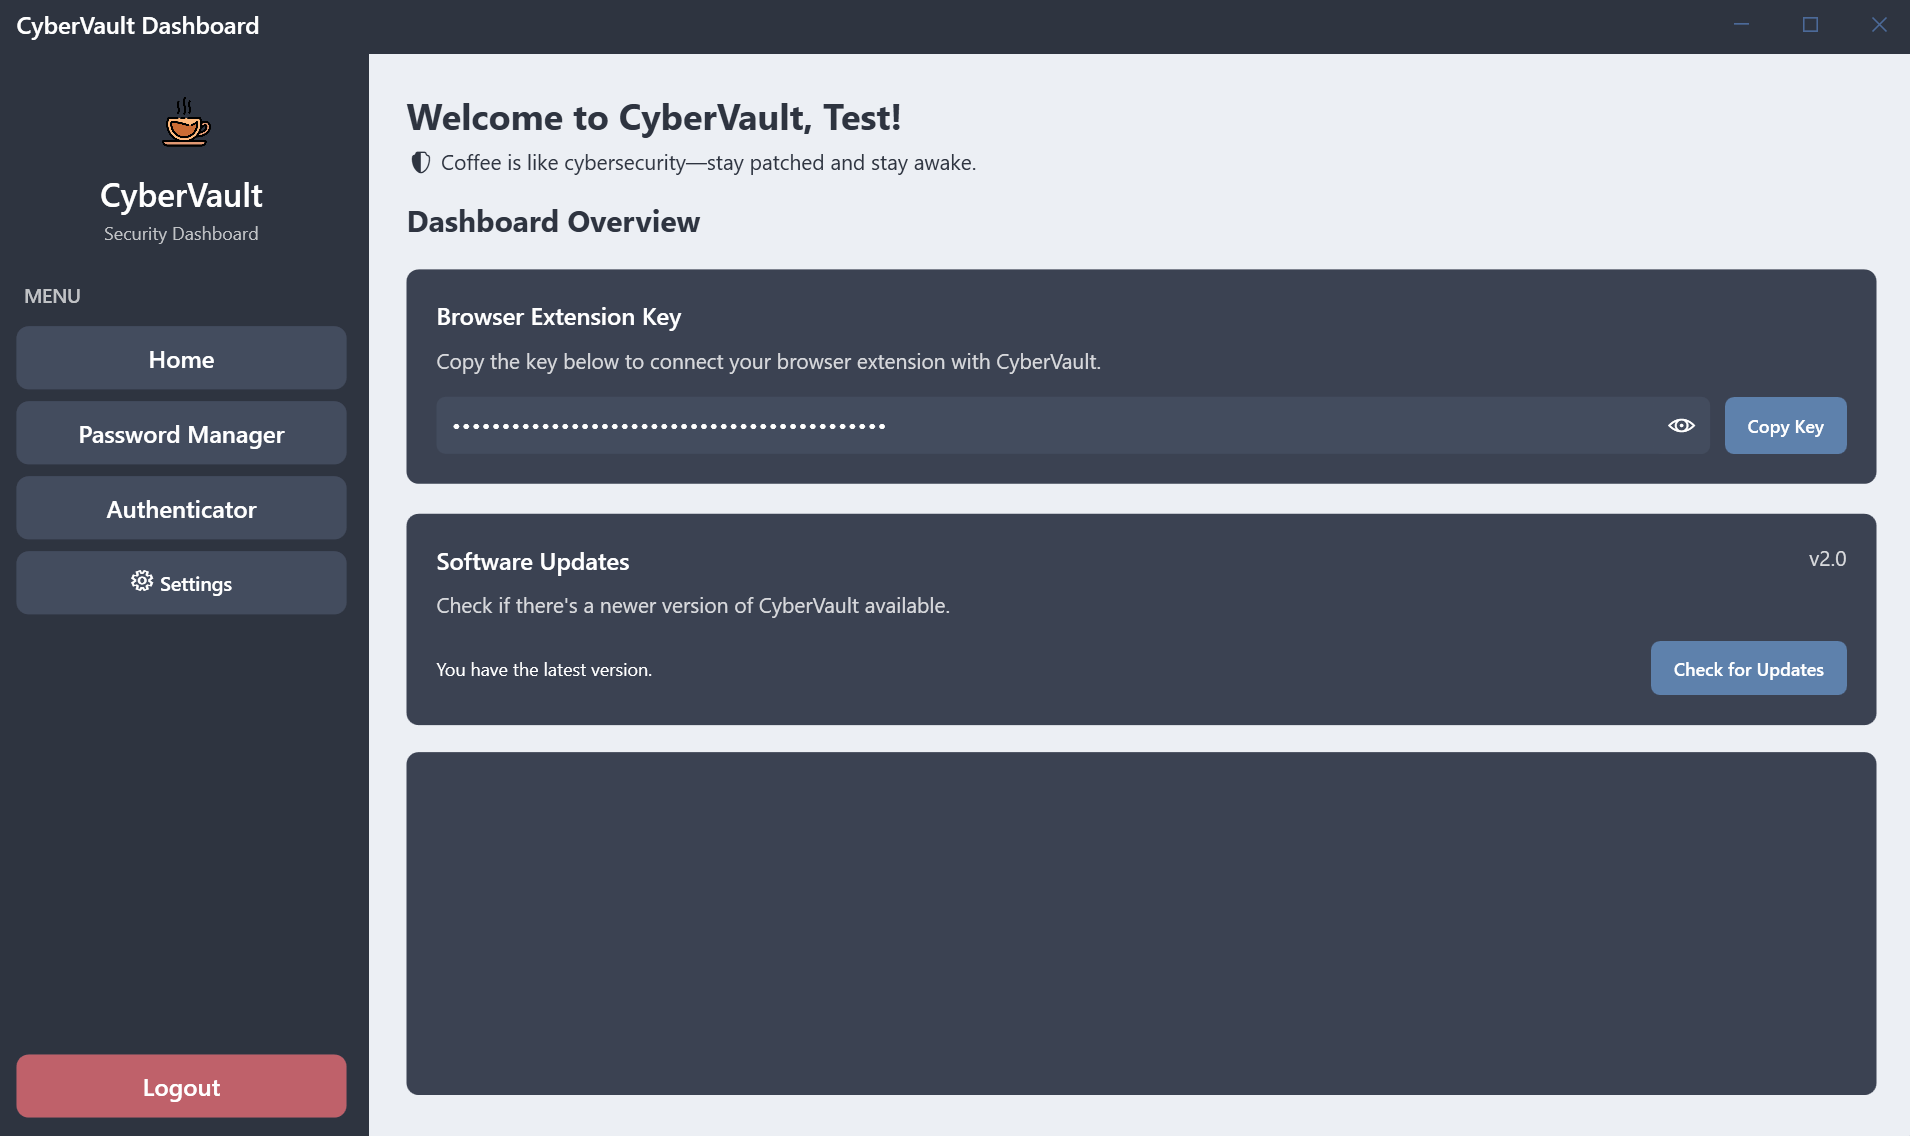 CyberVault Dashboard
CyberVault
Security Dashboard
MENU
Home
Password Manager
Authenticator
Settings
Logout
Welcome to CyberVault, Test!
Coffee is like cybersecurity—stay patched and stay awake.
Dashboard Overview
Browser Extension Key
Copy the key below to connect your browser extension with CyberVault.
••••••••••••••••••••••••••••••••••••••••••••
Copy Key
Software Updates
v2.0
Check if there's a newer version of CyberVault available.
You have the latest version.
Check for Updates